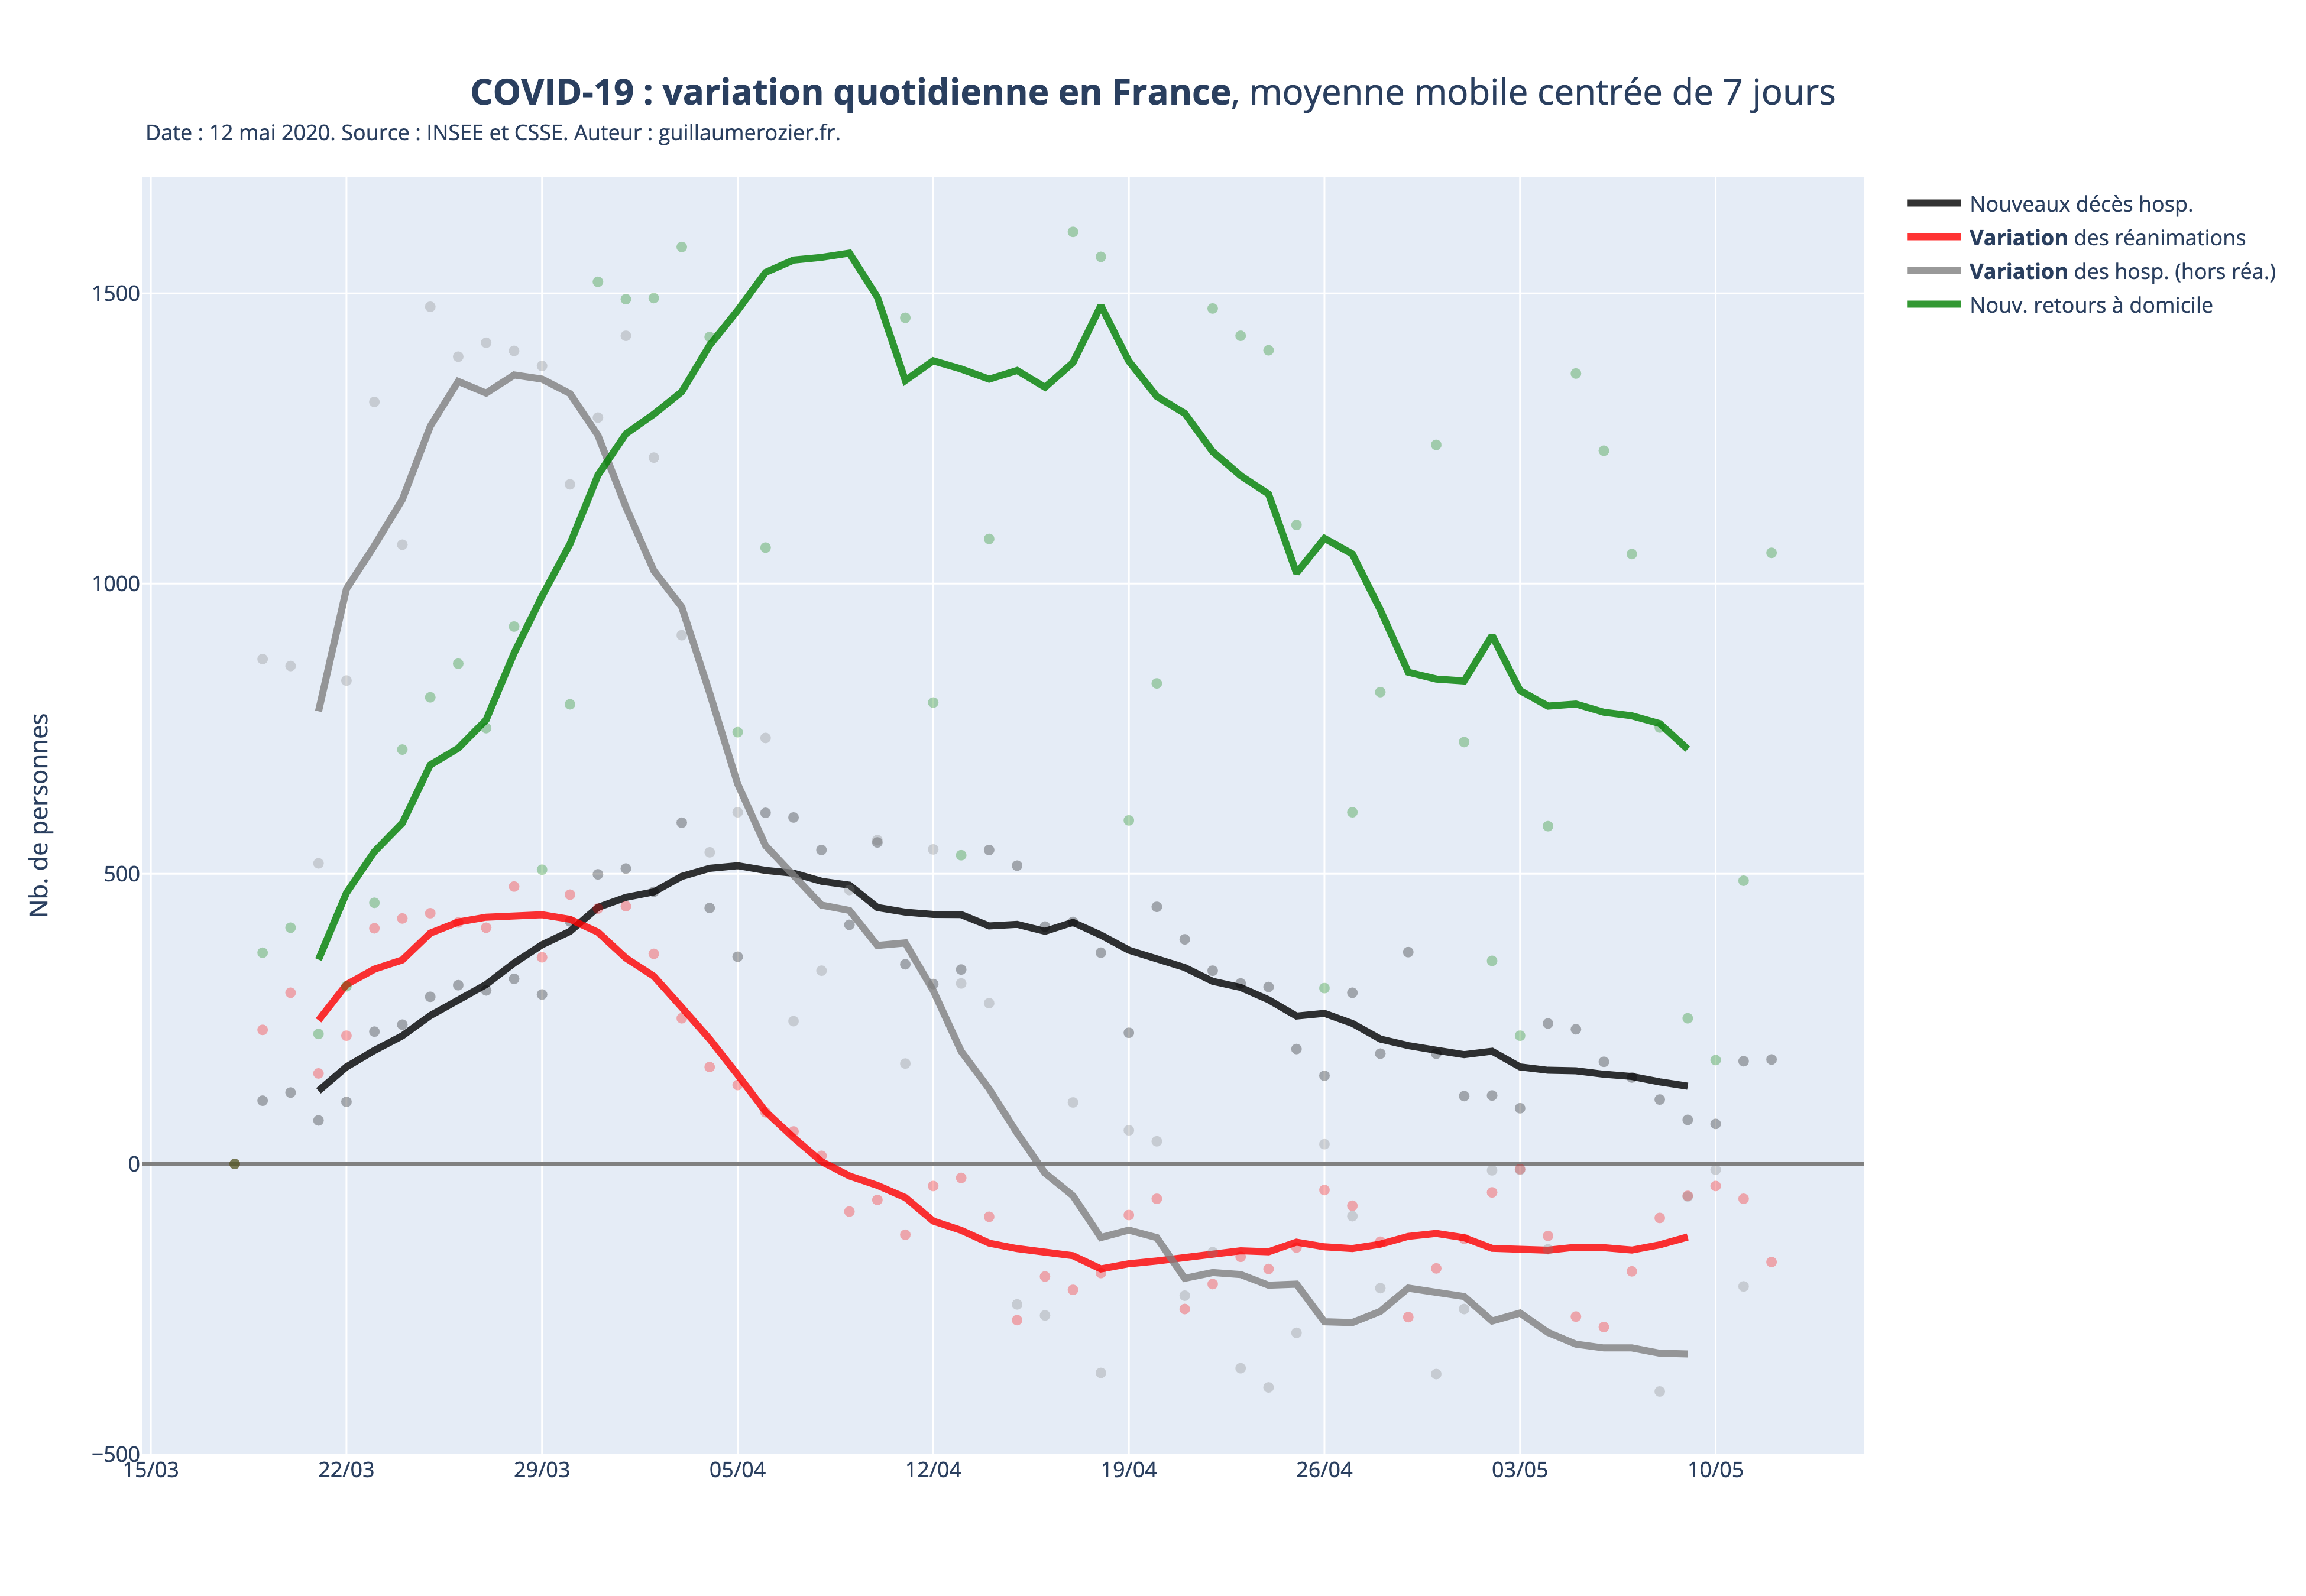 COVID-19 : variation quotidienne en France, moyenne mobile centrée de 7 jours
Date : 12 mai 2020. Source : INSEE et CSSE. Auteur : guillaumerozier.fr.
Nouveaux décès hosp.
Variation des réanimations
Variation des hosp. (hors réa.)
Nouv. retours à domicile
Nb. de personnes
1500
1000
500
0
−500
15/03 22/03 29/03 05/04 12/04 19/04 26/04 03/05 10/05